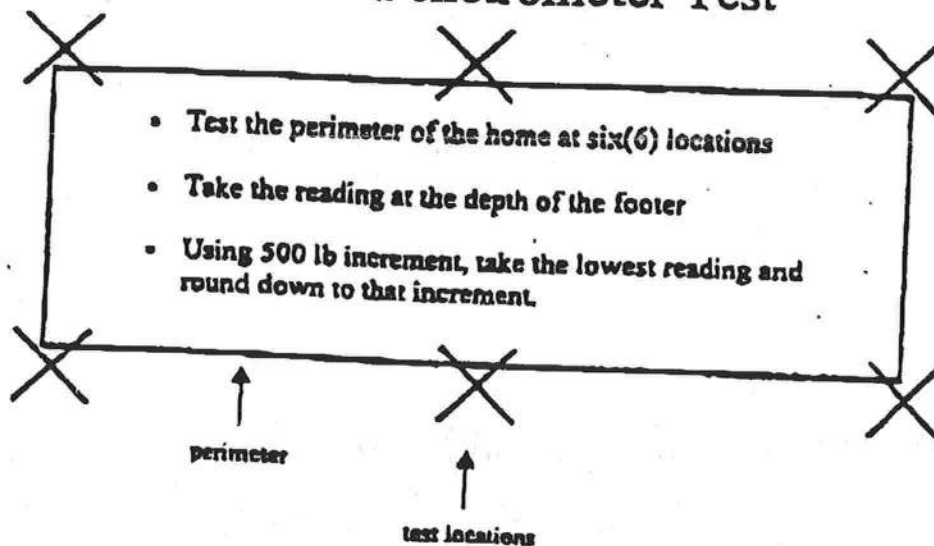 Test
• Test the perimeter of the home at six(6) locations
• Take the reading at the depth of the footer
• Using 500 lb increment, take the lowest reading and
round down to that increment.
perimeter
test locations